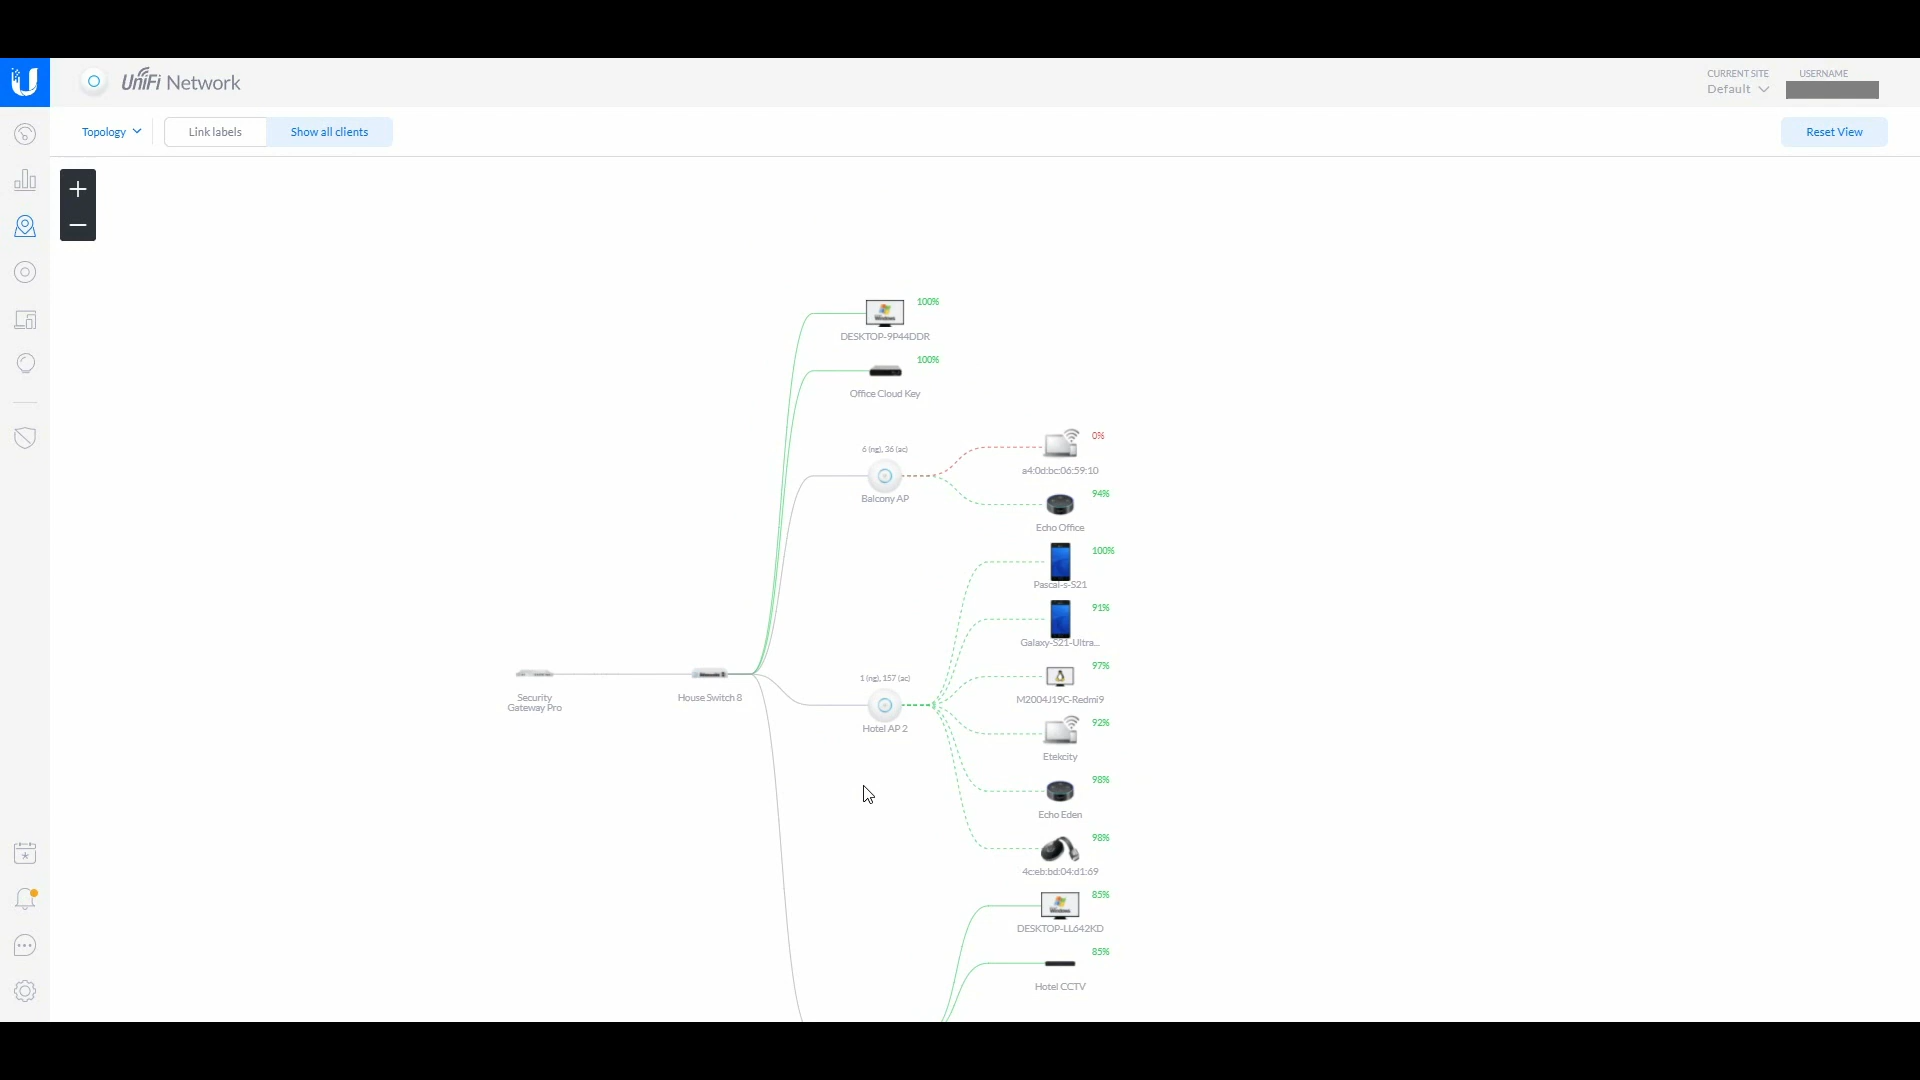 UniFi Network
CURRENT SITE
Default
USERNAME
Topology
Link labels
Show all clients
Reset View
100%
DESKTOP-9P44DDR
100%
Office Cloud Key
6 (ng), 36 (ac)
Balcony AP
0%
a4:0d:bc:06:59:10
94%
Echo Office
100%
Pascal-s-S21
91%
Galaxy-S21-Ultra...
Security
Gateway Pro
House Switch 8
1 (ng), 157 (ac)
Hotel AP 2
97%
M2004J19C-Redmi9
92%
Etekcity
98%
Echo Eden
98%
4c:eb:bd:04:d1:69
85%
DESKTOP-LL642KD
85%
Hotel CCTV